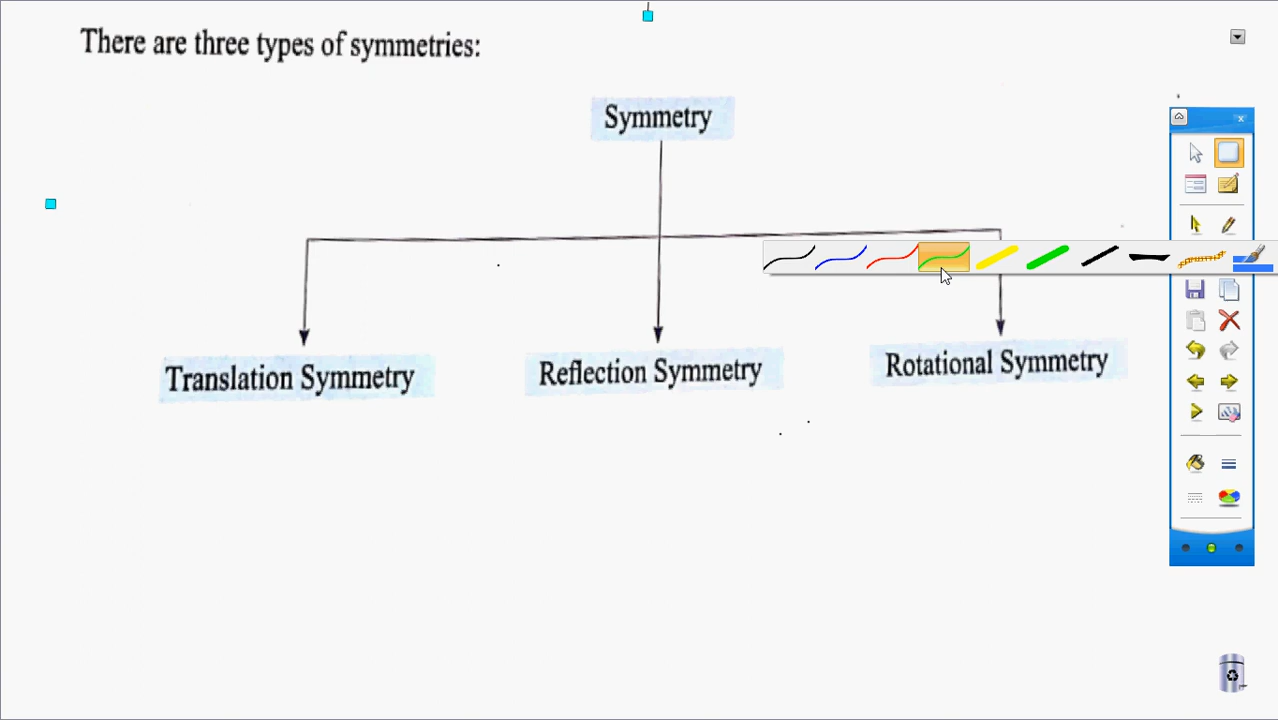 There are three types of symmetries:
Symmetry
Translation Symmetry
Reflection Symmetry
Rotational Symmetry